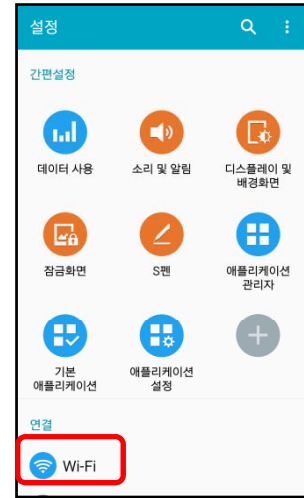 설정
간편설정
데이터 사용
소리 및 알림
디스플레이 및
배경화면
잠금화면
S펜
애플리케이션
관리자
기본
애플리케이션
애플리케이션
설정
연결
Wi-Fi